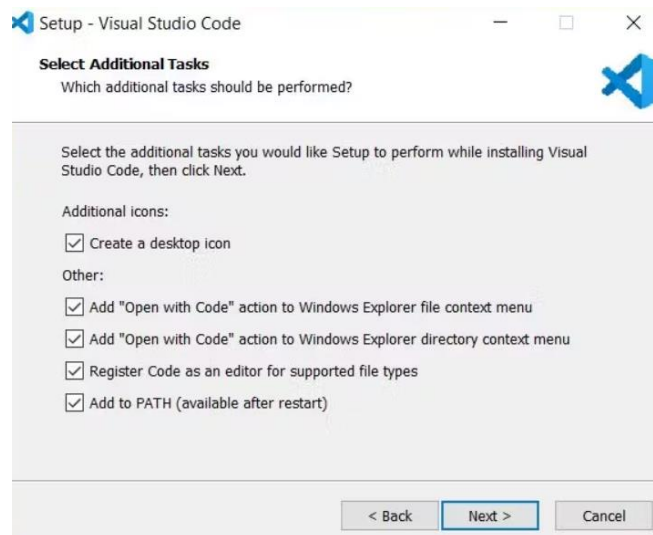 Setup - Visual Studio Code
Select Additional Tasks
Which additional tasks should be performed?
Select the additional tasks you would like Setup to perform while installing Visual
Studio Code, then click Next.
Additional icons:
Create a desktop icon
Other:
Add "Open with Code" action to Windows Explorer file context menu
Add "Open with Code" action to Windows Explorer directory context menu
Register Code as an editor for supported file types
Add to PATH (available after restart)
< Back Next > Cancel